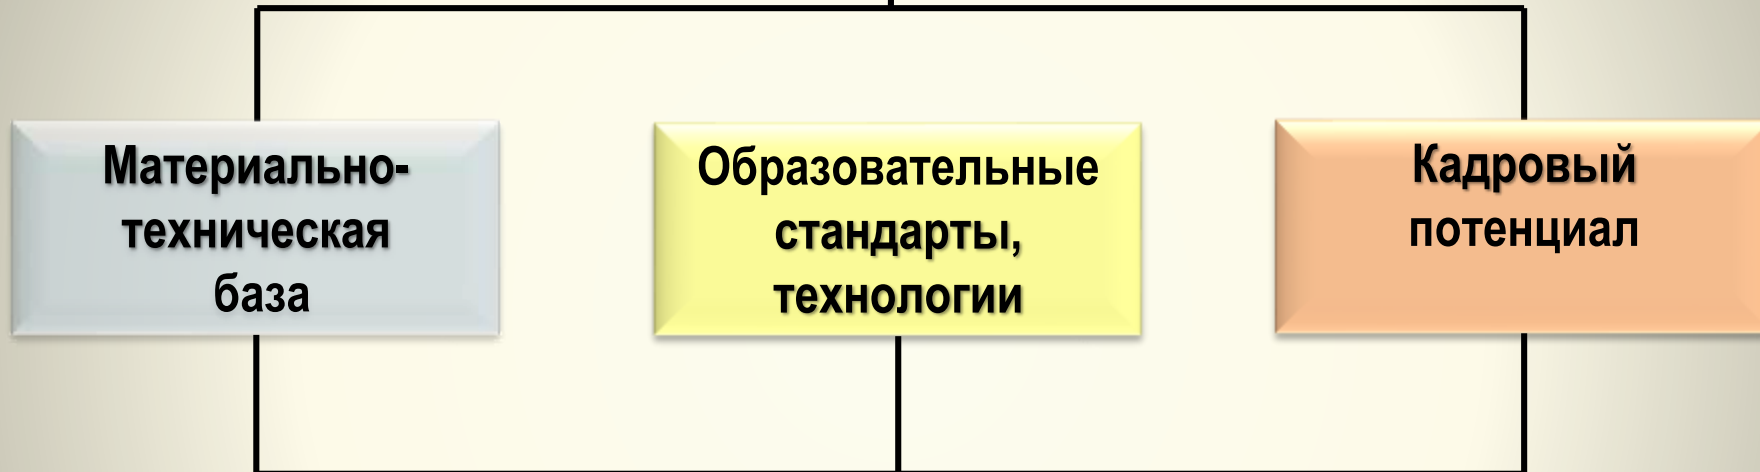 Материально-
техническая
база
Образовательные
стандарты,
технологии
Кадровый
потенциал